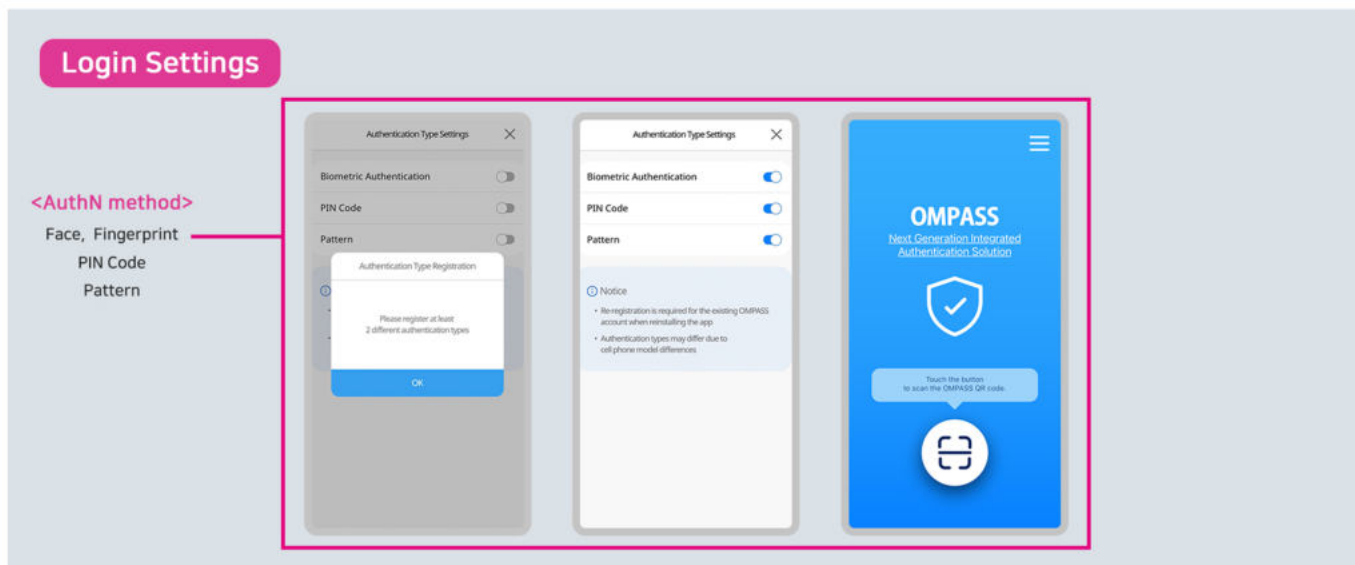 Login Settings
<AuthN method>
Face, Fingerprint
PIN Code
Pattern
Authentication Type Settings
Biometric Authentication
PIN Code
Pattern
Authentication Type Registration
Please register at least
2 different authentication types
OK
Authentication Type Settings
Biometric Authentication
PIN Code
Pattern
Notice
• Re-registration is required for the existing OMPASS
account when reinstalling the app
• Authentication types may differ due to
cell phone model differences
OMPASS
Next Generation Integrated
Authentication Solution
Touch the button
to scan the OMPASS QR code.